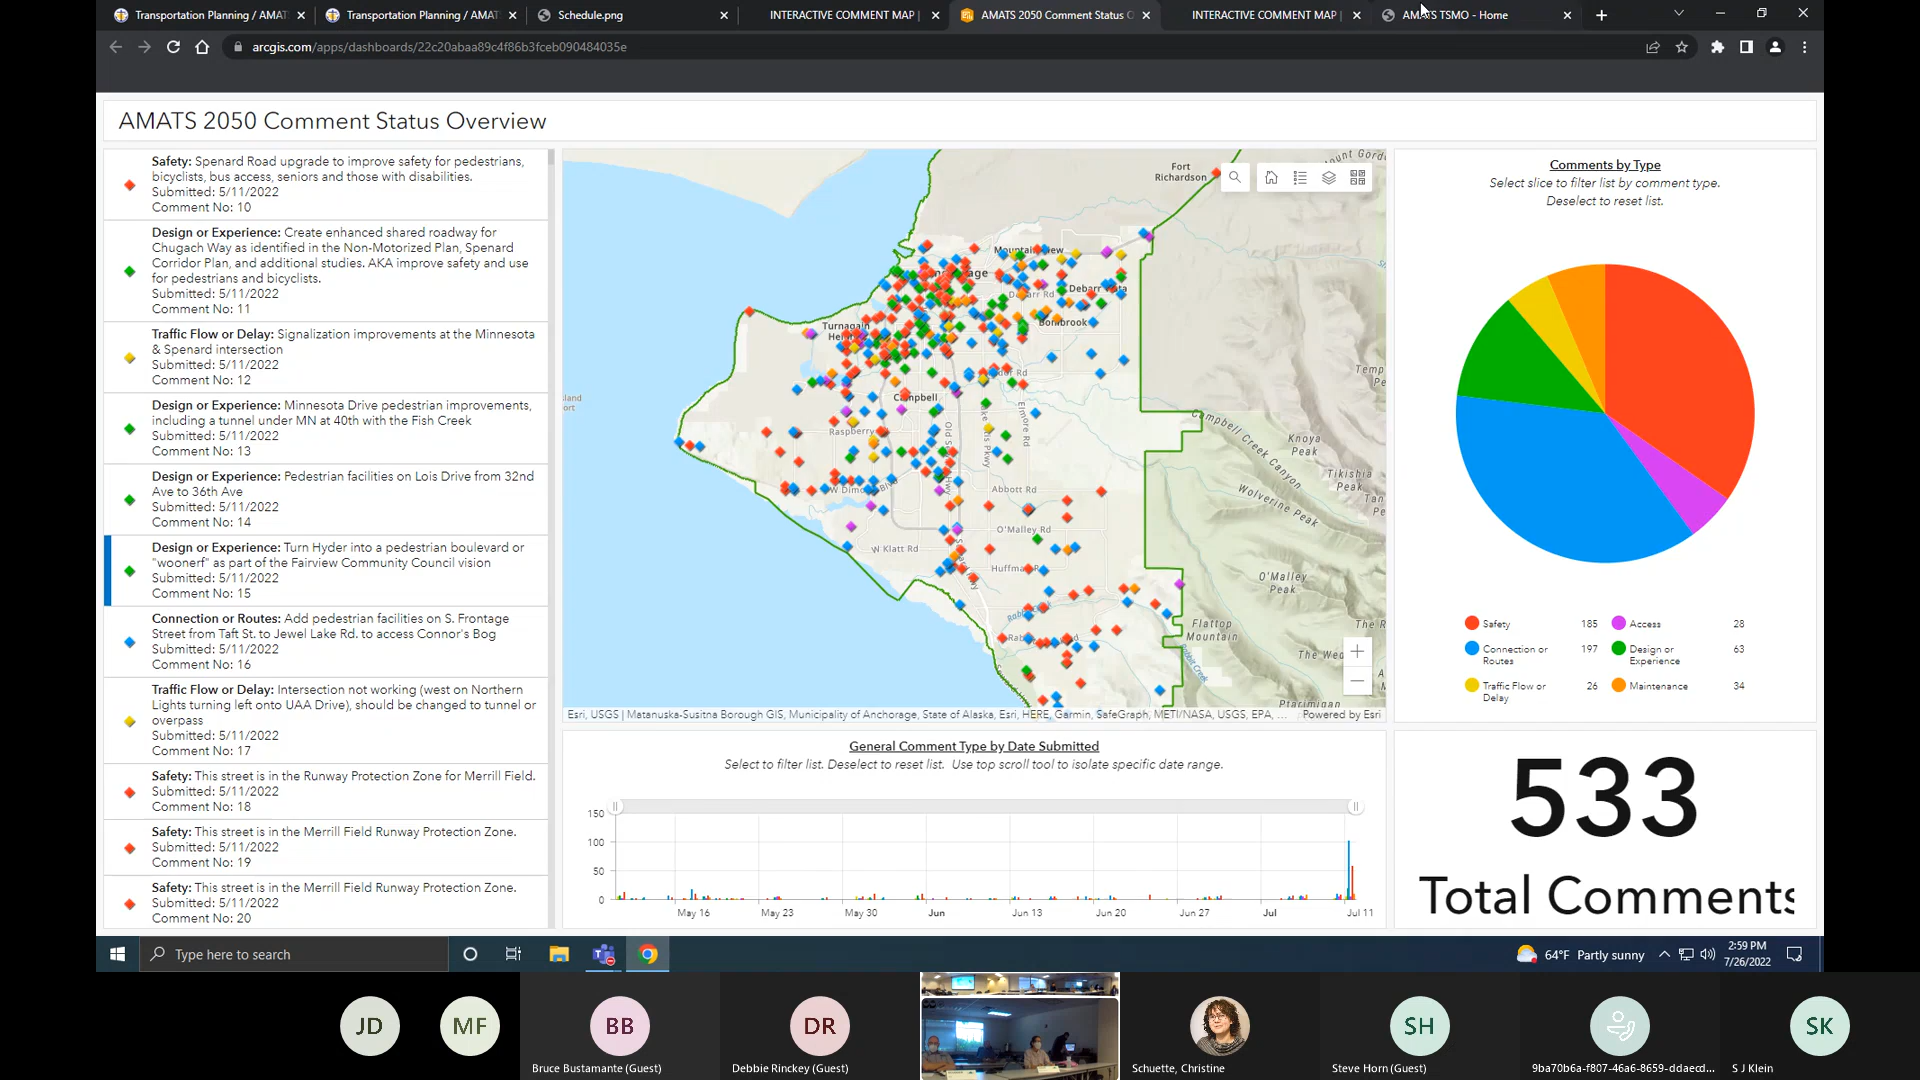 Transportation Planning / AMAT
Transportation Planning / AMAT
Schedule.png
INTERACTIVE COMMENT MAP |
AMATS 2050 Comment Status O
INTERACTIVE COMMENT MAP |
AMATS TSMO - Home
arcgis.com/apps/dashboards/22c20abaa89c4f86b3fceb090484035e
AMATS 2050 Comment Status Overview
Safety: Spenard Road upgrade to improve safety for pedestrians,
bicyclists, bus access, seniors and those with disabilities.
Submitted: 5/11/2022
Comment No: 10
Design or Experience: Create enhanced shared roadway for
Chugach Way as identified in the Non-Motorized Plan, Spenard
Corridor Plan, and additional studies. AKA improve safety and use
for pedestrians and bicyclists.
Submitted: 5/11/2022
Comment No: 11
Traffic Flow or Delay: Signalization improvements at the Minnesota
& Spenard intersection
Submitted: 5/11/2022
Comment No: 12
Design or Experience: Minnesota Drive pedestrian improvements,
including a tunnel under MN at 40th with the Fish Creek
Submitted: 5/11/2022
Comment No: 13
Design or Experience: Pedestrian facilities on Lois Drive from 32nd
Ave to 36th Ave
Submitted: 5/11/2022
Comment No: 14
Design or Experience: Turn Hyder into a pedestrian boulevard or
"woonerf" as part of the Fairview Community Council vision
Submitted: 5/11/2022
Comment No: 15
Connection or Routes: Add pedestrian facilities on S. Frontage
Street from Taft St. to Jewel Lake Rd. to access Connor's Bog
Submitted: 5/11/2022
Comment No: 16
Traffic Flow or Delay: Intersection not working (west on Northern
Lights turning left onto UAA Drive), should be changed to tunnel or
overpass
Submitted: 5/11/2022
Comment No: 17
Safety: This street is in the Runway Protection Zone for Merrill Field.
Submitted: 5/11/2022
Comment No: 18
Safety: This street is in the Merrill Field Runway Protection Zone.
Submitted: 5/11/2022
Comment No: 19
Safety: This street is in the Merrill Field Runway Protection Zone.
Submitted: 5/11/2022
Comment No: 20
Fort
Richardson
Mountain View
Debarr Rd
Turnagain
Campbell
Raspberry
Abbott Rd
O'Malley Rd
W Klatt Rd
Huffman
Campbell Creek Canyon
Knoya
Peak
Tikishla
Peak
Wolverine Peak
O'Malley
Peak
Flattop
Mountain
Rabbit Creek
The Wed
Ptarmigan
Esri, USGS | Matanuska-Susitna Borough GIS, Municipality of Anchorage, State of Alaska, Esri, HERE, Garmin, SafeGraph, METI/NASA, USGS, EPA, ...
Powered by Esri
Comments by Type
Select slice to filter list by comment type.
Deselect to reset list.
Safety 185
Access 28
Connection or
Routes 197
Design or
Experience 63
Traffic Flow or
Delay 26
Maintenance 34
General Comment Type by Date Submitted
Select to filter list. Deselect to reset list. Use top scroll tool to isolate specific date range.
150
100
50
0
May 16 May 23 May 30 Jun Jun 13 Jun 20 Jun 27 Jul Jul 11
533
Total Comments
Type here to search
64°F Partly sunny
2:59 PM
7/26/2022
JD
MF
BB
DR
SH
SK
Bruce Bustamante (Guest)
Debbie Rinckey (Guest)
Schuette, Christine
Steve Horn (Guest)
9ba70b6a-f807-46a6-8659-ddaecd...
S J Klein